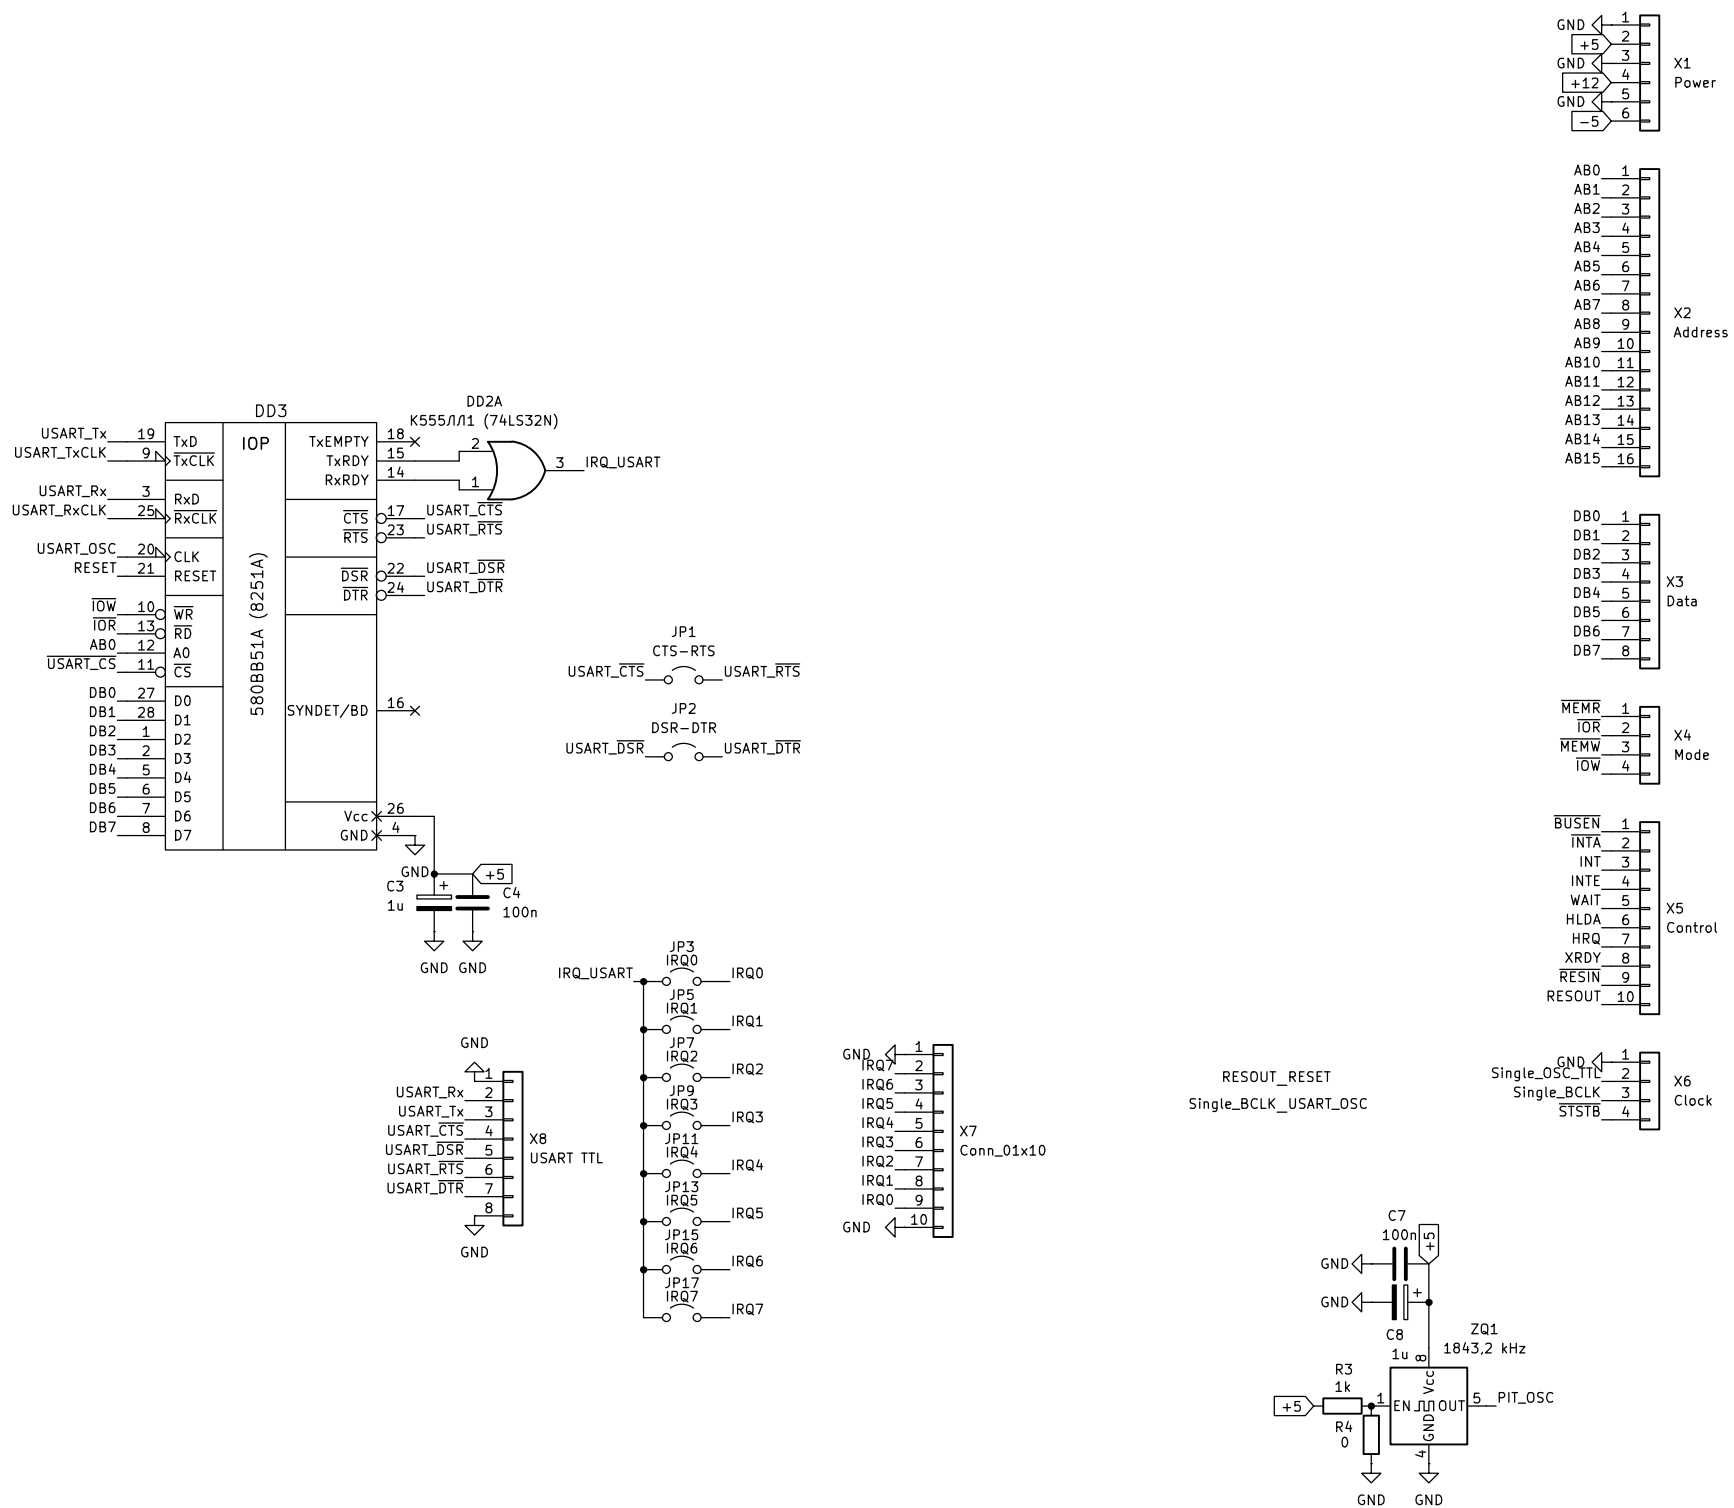 GND 1
+5 2
GND 3
+12 4
GND 5
-5 6
X1
Power
AB0 1
AB1 2
AB2 3
AB3 4
AB4 5
AB5 6
AB6 7
AB7 8
AB8 9
AB9 10
AB10 11
AB11 12
AB12 13
AB13 14
AB14 15
AB15 16
X2
Address
DB0 1
DB1 2
DB2 3
DB3 4
DB4 5
DB5 6
DB6 7
DB7 8
X3
Data
MEMR 1
IOR 2
MEMW 3
IOW 4
X4
Mode
BUSEN 1
INTA 2
INT 3
INTE 4
WAIT 5
HLDA 6
HRQ 7
XRDY 8
RESIN 9
RESOUT 10
X5
Control
GND 1
Single_OSC_TTL 2
Single_BCLK 3
STSTB 4
X6
Clock
DD3
IOP
580ВВ51А (8251A)
USART_Tx 19 TxD
USART_TxCLK 9 TxCLK
USART_Rx 3 RxD
USART_RxCLK 25 RxCLK
USART_OSC 20 CLK
RESET 21 RESET
IOW 10 WR
IOR 13 RD
AB0 12 A0
USART_CS 11 CS
DB0 27 D0
DB1 28 D1
DB2 1 D2
DB3 2 D3
DB4 5 D4
DB5 6 D5
DB6 7 D6
DB7 8 D7
TxEMPTY 18
TxRDY 15
RxRDY 14
CTS 17 USART_CTS
RTS 23 USART_RTS
DSR 22 USART_DSR
DTR 24 USART_DTR
SYNDET/BD 16
Vcc 26
GND 4
GND
DD2A
К555ЛЛ1 (74LS32N)
2
1
3 IRQ_USART
JP1
CTS-RTS
USART_CTS USART_RTS
JP2
DSR-DTR
USART_DSR USART_DTR
+5
C3
1u
+
C4
100n
GND GND
IRQ_USART
JP3
IRQ0
IRQ0
JP5
IRQ1
IRQ1
JP7
IRQ2
IRQ2
JP9
IRQ3
IRQ3
JP11
IRQ4
IRQ4
JP13
IRQ5
IRQ5
JP15
IRQ6
IRQ6
JP17
IRQ7
IRQ7
GND
1
USART_Rx 2
USART_Tx 3
USART_CTS 4
USART_DSR 5
USART_RTS 6
USART_DTR 7
8
GND
X8
USART TTL
GND 1
IRQ7 2
IRQ6 3
IRQ5 4
IRQ4 5
IRQ3 6
IRQ2 7
IRQ1 8
IRQ0 9
GND 10
X7
Conn_01x10
RESOUT_RESET
Single_BCLK_USART_OSC
C7
100n
+5
GND
GND
+
C8
1u
ZQ1
1843,2 kHz
8
Vcc
R3
1k
+5
1 EN OUT 5 PIT_OSC
R4
0
GND
4
GND GND